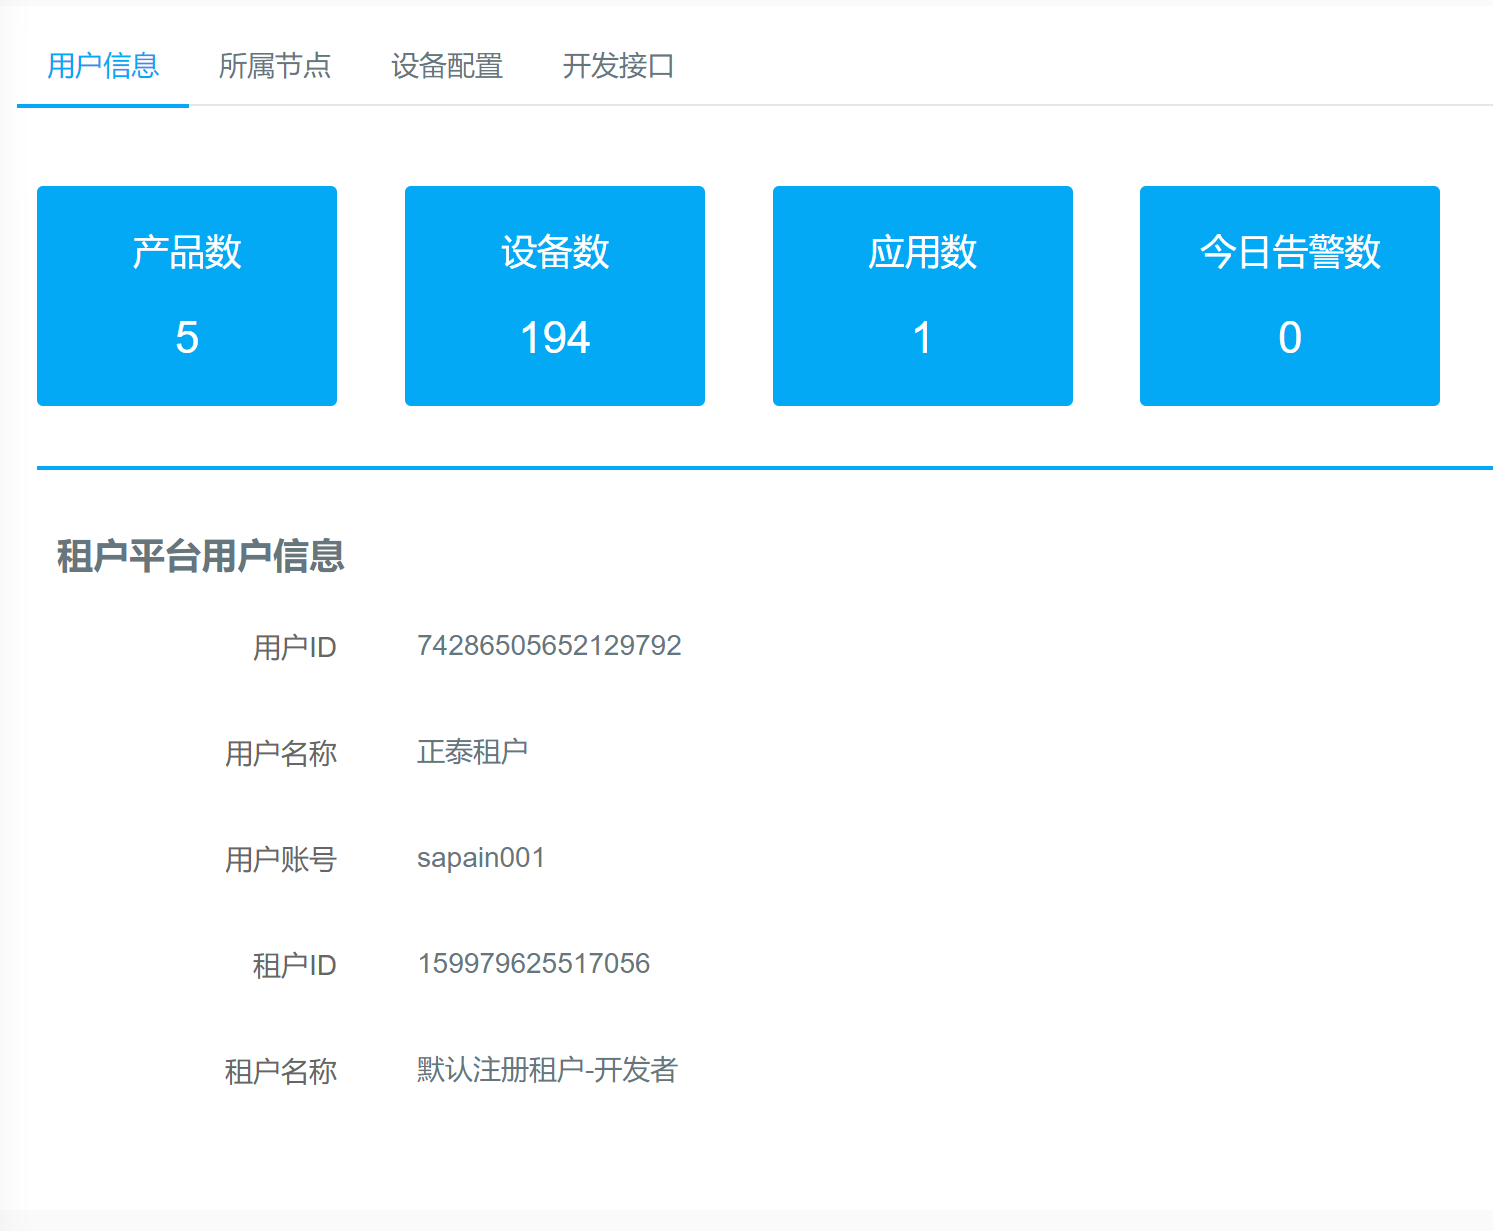 用户信息 所属节点 设备配置 开发接口
产品数 设备数 应用数 今日告警数
5 194 1 0
租户平台用户信息
用户ID 74286505652129792
用户名称 正泰租户
用户账号 sapain001
租户ID 159979625517056
租户名称 默认注册租户-开发者